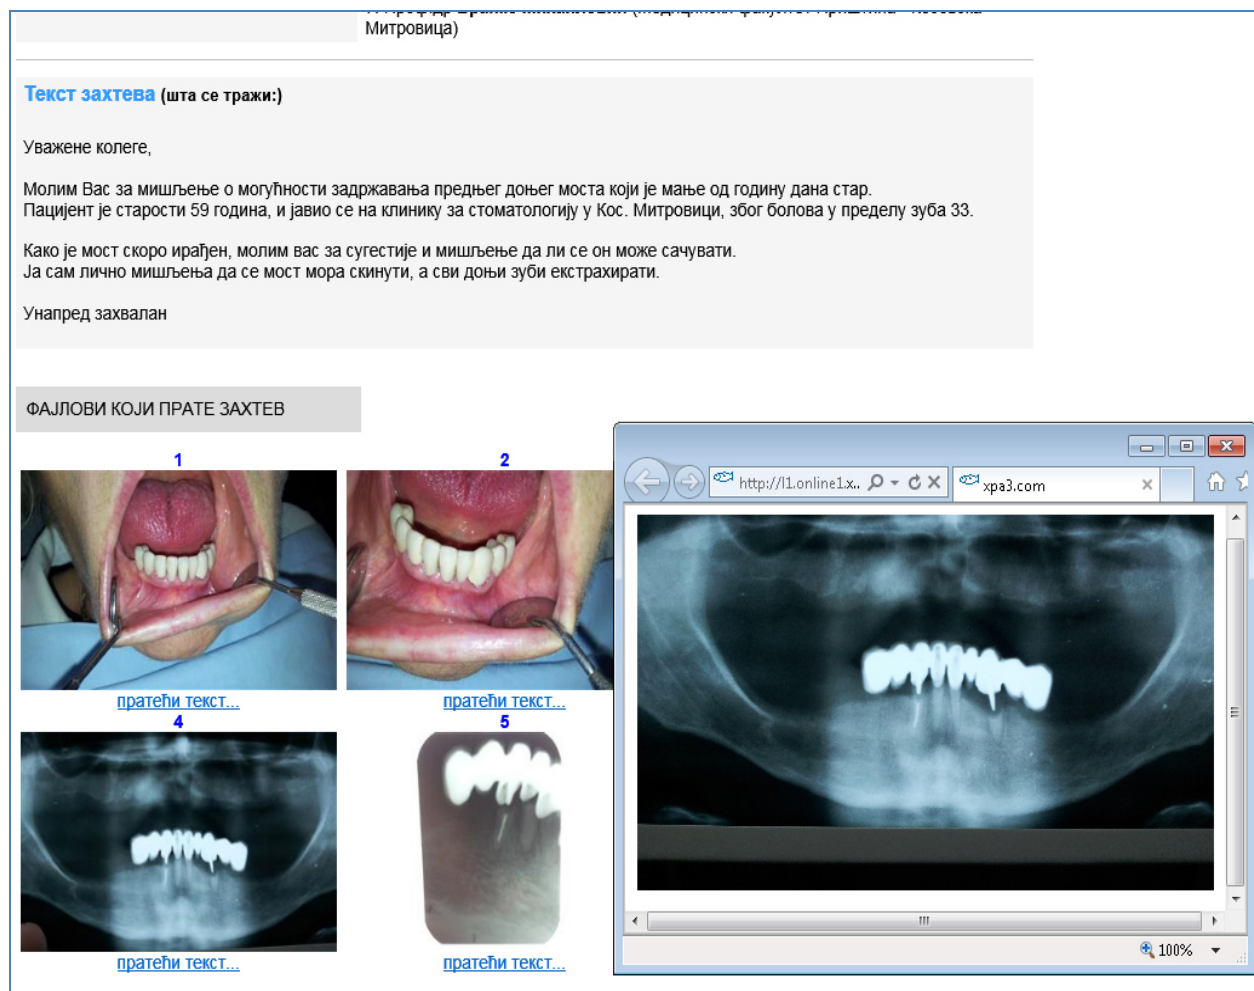 Митровица)
Текст захтева (шта се тражи:)
Уважене колеге,
Молим Вас за мишљење о могућности задржавања предњег доњег моста који је мање од годину дана стар.
Пацијент је старости 59 година, и јавио се на клинику за стоматологију у Кос. Митровици, због болова у пределу зуба 33.
Како је мост скоро ирађен, молим вас за сугестије и мишљење да ли се он може сачувати.
Ја сам лично мишљења да се мост мора скинути, а сви доњи зуби екстрахирати.
Унапред захвалан
ФАЈЛОВИ КОЈИ ПРАТЕ ЗАХТЕВ
1
2
http://l1.online1.x..
xpa3.com
пратећи текст...
пратећи текст...
4
5
пратећи текст...
пратећи текст...
100%